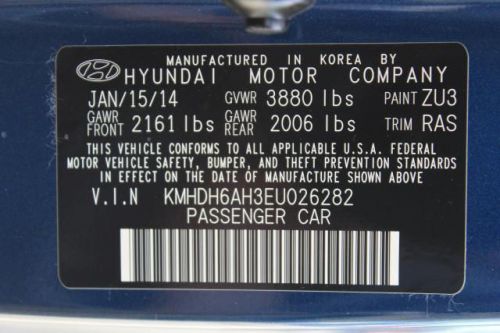 MANUFACTURED IN KOREA BY
HYUNDAI MOTOR COMPANY
JAN/15/14 GVWR 3880 lbs PAINT ZU3
GAWR FRONT 2161 lbs GAWR REAR 2006 lbs TRIM RAS
THIS VEHICLE CONFORMS TO ALL APPLICABLE U.S.A. FEDERAL
MOTOR VEHICLE SAFETY, BUMPER, AND THEFT PREVENTION STANDARDS
IN EFFECT ON THE DATE OF MANUFACTURE SHOWN ABOVE.
V.I.N KMHDH6AH3EU026282
PASSENGER CAR